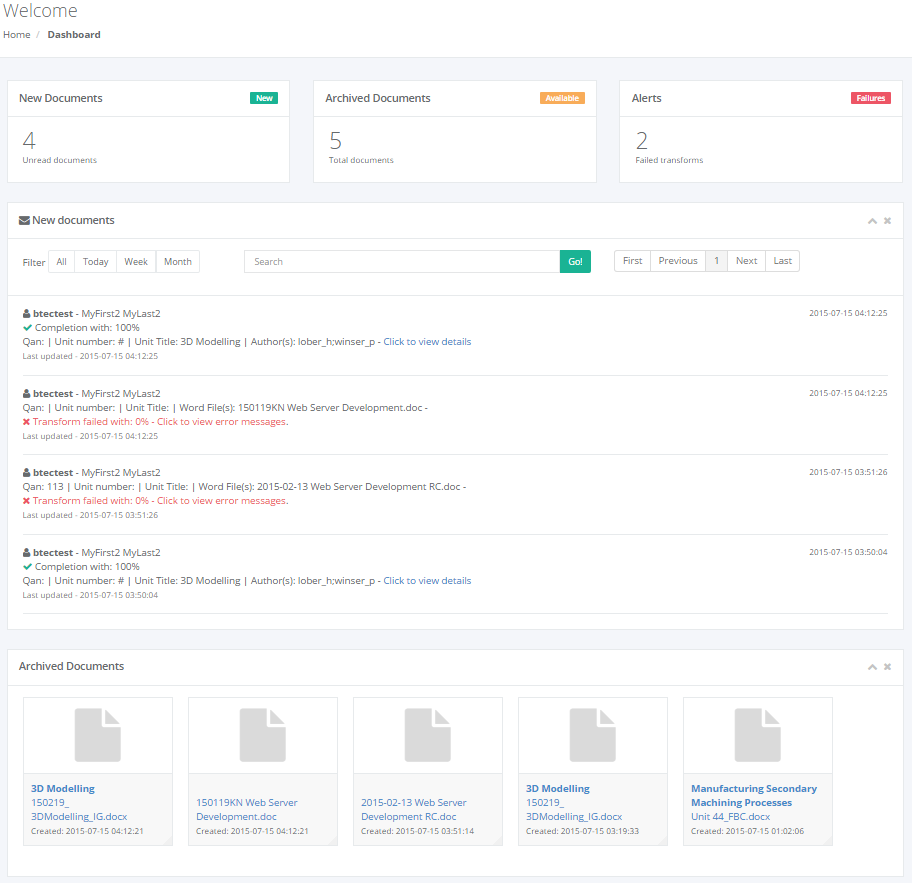 Welcome
Home / Dashboard
New Documents New
4
Unread documents
Archived Documents Available
5
Total documents
Alerts Failures
2
Failed transforms
New documents
Filter All Today Week Month Search Go! First Previous 1 Next Last
btectest - MyFirst2 MyLast2 2015-07-15 04:12:25
Completion with: 100%
Qan: | Unit number: # | Unit Title: 3D Modelling | Author(s): lober_h;winser_p - Click to view details
Last updated - 2015-07-15 04:12:25
btectest - MyFirst2 MyLast2 2015-07-15 04:12:25
Qan: | Unit number: | Unit Title: | Word File(s): 150119KN Web Server Development.doc -
Transform failed with: 0% - Click to view error messages.
Last updated - 2015-07-15 04:12:25
btectest - MyFirst2 MyLast2 2015-07-15 03:51:26
Qan: 113 | Unit number: | Unit Title: | Word File(s): 2015-02-13 Web Server Development RC.doc -
Transform failed with: 0% - Click to view error messages.
Last updated - 2015-07-15 03:51:26
btectest - MyFirst2 MyLast2 2015-07-15 03:50:04
Completion with: 100%
Qan: | Unit number: # | Unit Title: 3D Modelling | Author(s): lober_h;winser_p - Click to view details
Last updated - 2015-07-15 03:50:04
Archived Documents
3D Modelling
150219_
3DModelling_IG.docx
Created: 2015-07-15 04:12:21
150119KN Web Server
Development.doc
Created: 2015-07-15 04:12:21
2015-02-13 Web Server
Development RC.doc
Created: 2015-07-15 03:51:14
3D Modelling
150219_
3DModelling_IG.docx
Created: 2015-07-15 03:19:33
Manufacturing Secondary
Machining Processes
Unit 44_FBC.docx
Created: 2015-07-15 01:02:06